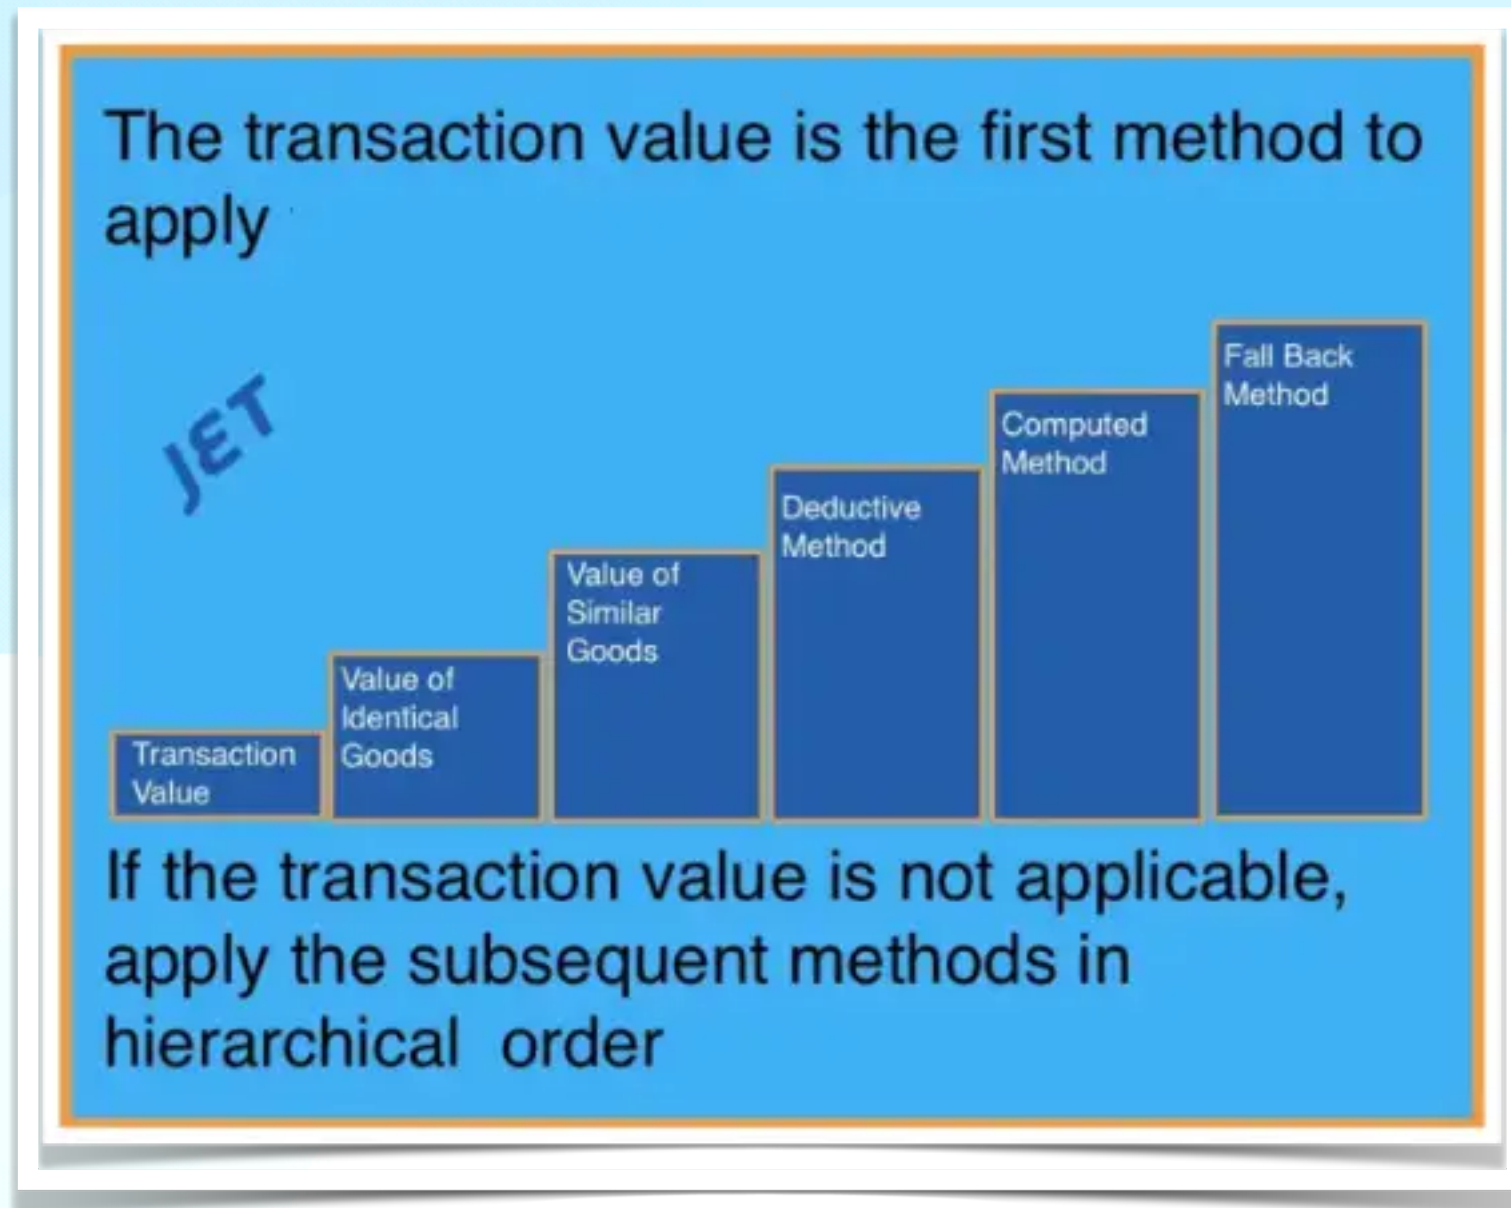 The transaction value is the first method to
apply
JET
Transaction
Value
Value of
Identical
Goods
Value of
Similar
Goods
Deductive
Method
Computed
Method
Fall Back
Method
If the transaction value is not applicable,
apply the subsequent methods in
hierarchical order